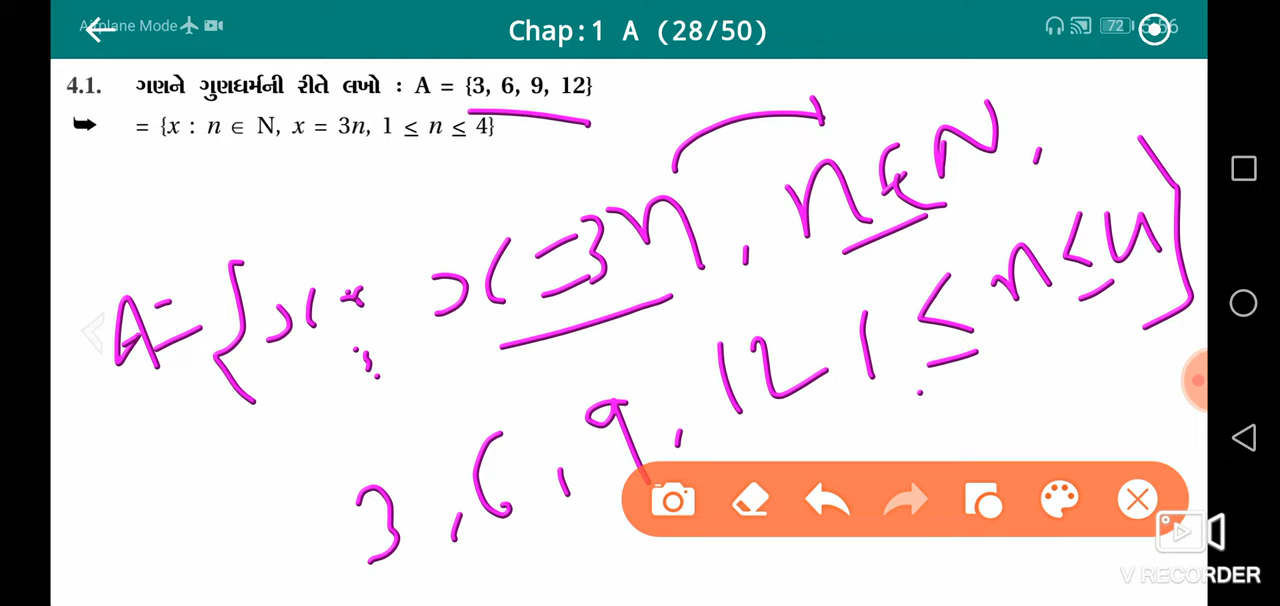 Airplane Mode
Chap:1 A (28/50)
72
4.1. ગણને ગુણધર્મની રીતે લખો : A = {3, 6, 9, 12}
➥ = {x : n ∈ N, x = 3n, 1 ≤ n ≤ 4}
A = {x : x = 3n, n ∈ N,
1 ≤ n ≤ 4}
3, 6, 9, 12
V RECORDER